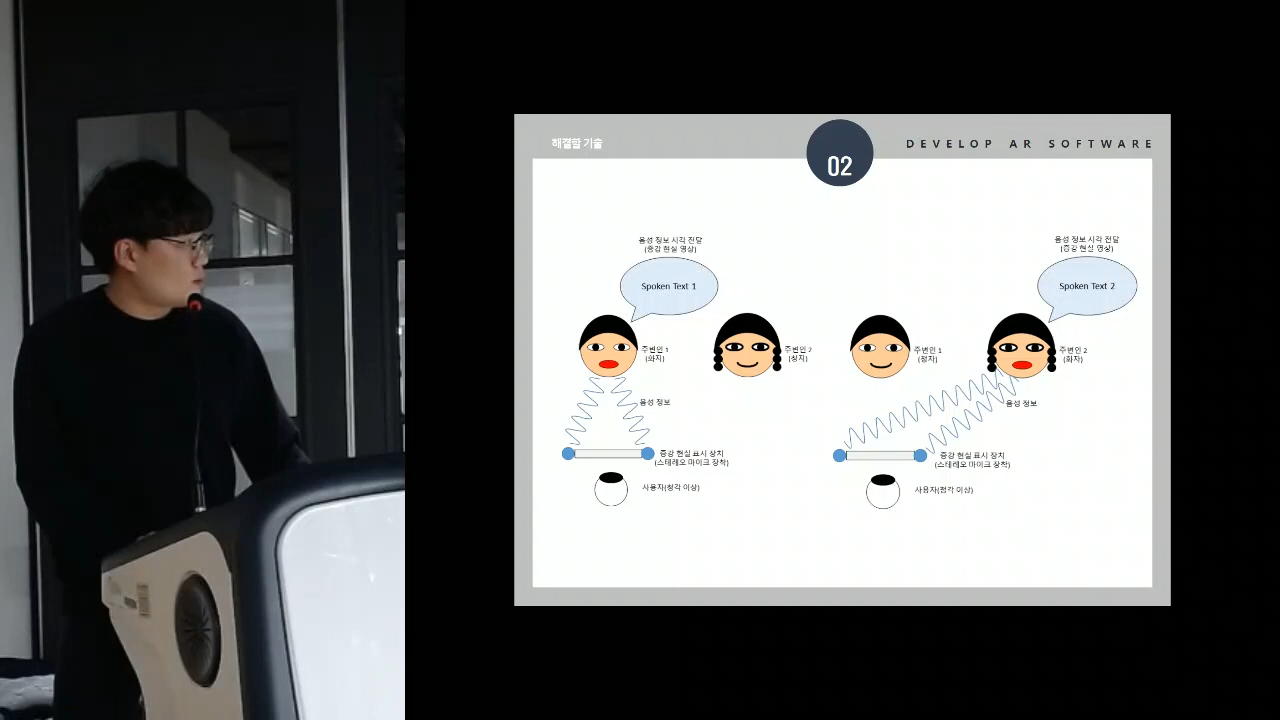 해결할 기술
02
DEVELOP AR SOFTWARE
음성 정보 시각 전달
(증강 현실 영상)
Spoken Text 1
주변인 1
(화자)
주변인 2
(청자)
음성 정보
증강 현실 표시 장치
(스테레오 마이크 장착)
사용자(청각 이상)
음성 정보 시각 전달
(증강 현실 영상)
Spoken Text 2
주변인 1
(청자)
주변인 2
(화자)
음성 정보
증강 현실 표시 장치
(스테레오 마이크 장착)
사용자(청각 이상)